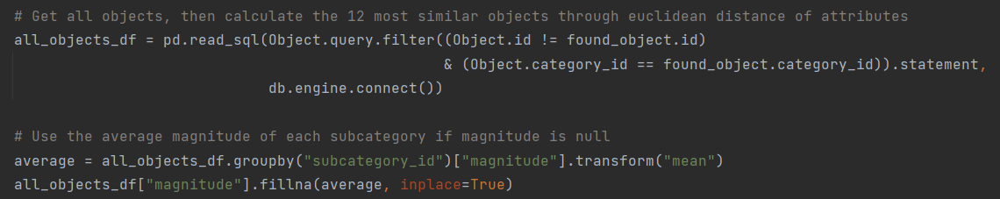 # Get all objects, then calculate the 12 most similar objects through euclidean distance of attributes
all_objects_df = pd.read_sql(Object.query.filter((Object.id != found_object.id)
& (Object.category_id == found_object.category_id)).statement,
db.engine.connect())
# Use the average magnitude of each subcategory if magnitude is null
average = all_objects_df.groupby("subcategory_id")["magnitude"].transform("mean")
all_objects_df["magnitude"].fillna(average, inplace=True)